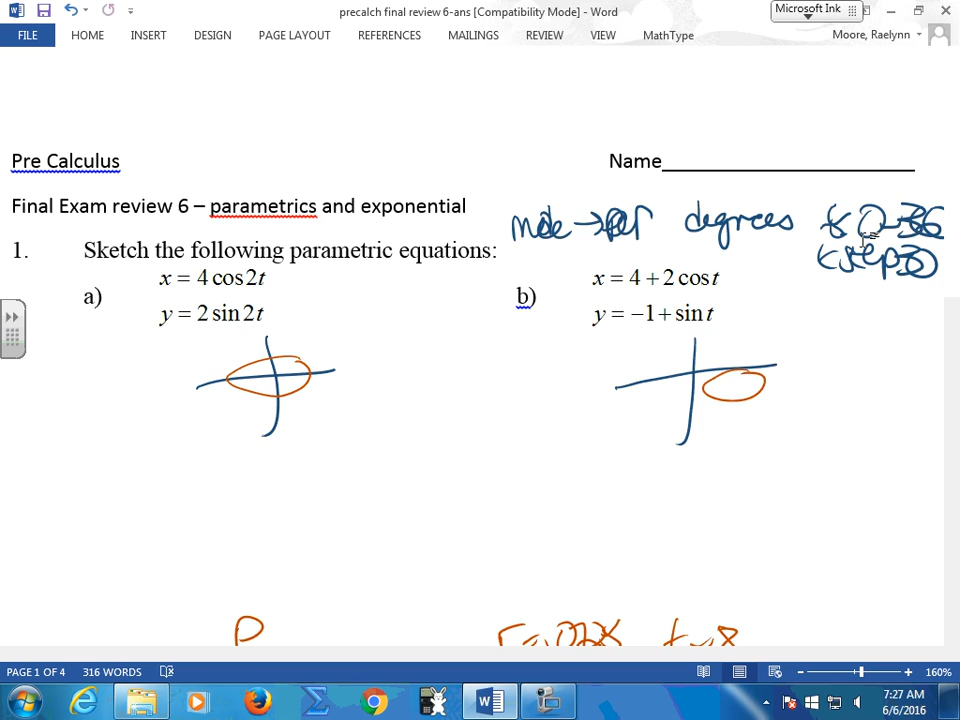 precalch final review 6-ans [Compatibility Mode] - Word
Microsoft Ink
FILE HOME INSERT DESIGN PAGE LAYOUT REFERENCES MAILINGS REVIEW VIEW MathType
Moore, Raelynn
Pre Calculus Name
Final Exam review 6 – parametrics and exponential
mode → par degrees
1. Sketch the following parametric equations:
t step 30
a) x = 4 cos 2t
y = 2 sin 2t
b) x = 4 + 2 cos t
y = −1 + sin t
PAGE 1 OF 4 316 WORDS 160%
7:27 AM
6/6/2016